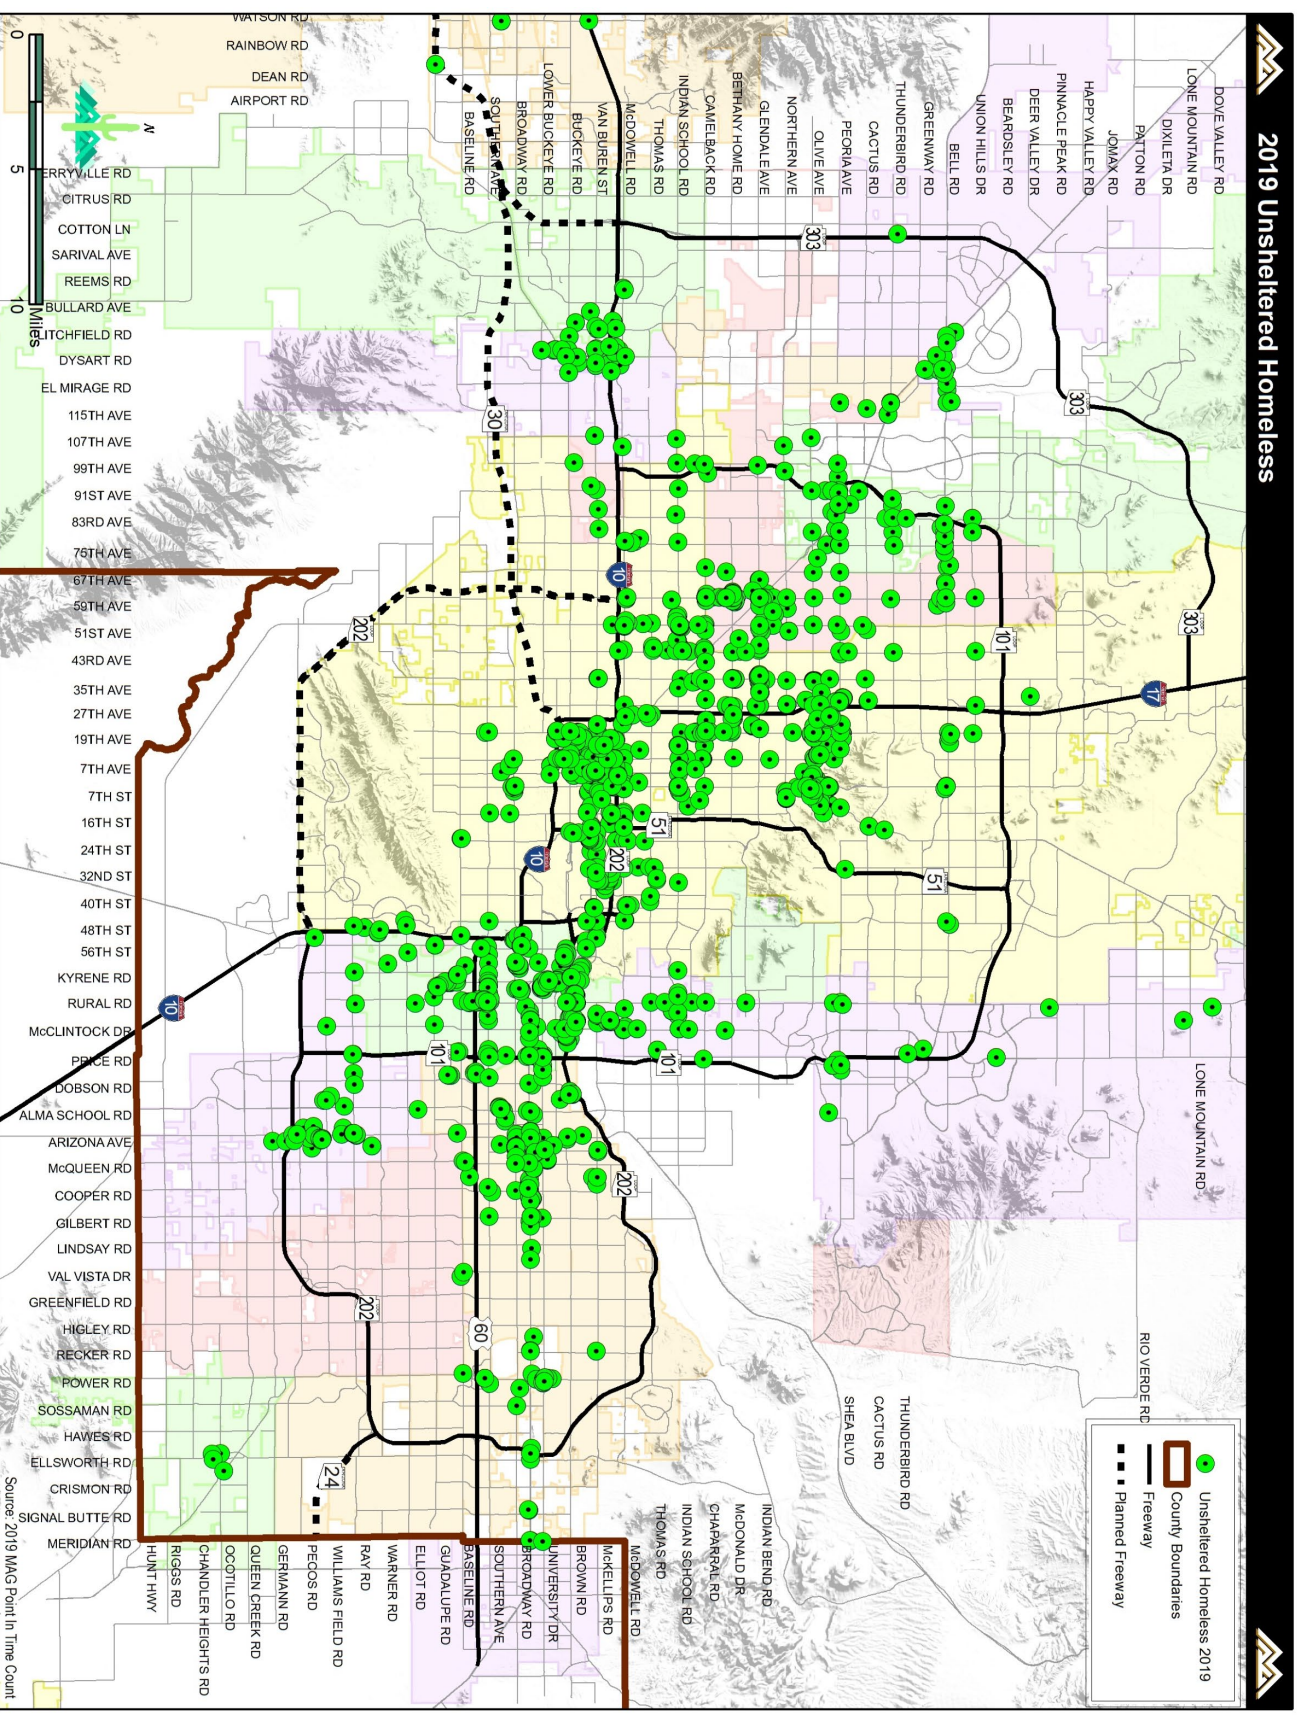 2019 Unsheltered Homeless
Unsheltered Homeless 2019
County Boundaries
Freeway
Planned Freeway
DOVE VALLEY RD
LONE MOUNTAIN RD
DIXILETA DR
PATTON RD
JOMAX RD
HAPPY VALLEY RD
PINNACLE PEAK RD
DEER VALLEY DR
BEARDSLEY RD
UNION HILLS DR
BELL RD
GREENWAY RD
THUNDERBIRD RD
CACTUS RD
PEORIA AVE
OLIVE AVE
NORTHERN AVE
GLENDALE AVE
BETHANY HOME RD
CAMELBACK RD
INDIAN SCHOOL RD
THOMAS RD
McDOWELL RD
VAN BUREN ST
BUCKEYE RD
LOWER BUCKEYE RD
BROADWAY RD
SOUTHERN AVE
BASELINE RD
LONE MOUNTAIN RD
RIO VERDE RD
THUNDERBIRD RD
CACTUS RD
SHEA BLVD
INDIAN BEND RD
McDONALD DR
CHAPARRAL RD
INDIAN SCHOOL RD
THOMAS RD
McDOWELL RD
McKELLIPS RD
BROWN RD
UNIVERSITY DR
BROADWAY RD
SOUTHERN AVE
BASELINE RD
GUADALUPE RD
ELLIOT RD
WARNER RD
RAY RD
WILLIAMS FIELD RD
PECOS RD
GERMANN RD
QUEEN CREEK RD
OCOTILLO RD
CHANDLER HEIGHTS RD
RIGGS RD
HUNT HWY
303
303
303
17
101
51
51
10
202
10
30
202
101
101
202
60
202
24
10
WATSON RD
RAINBOW RD
DEAN RD
AIRPORT RD
ERRYVILLE RD
CITRUS RD
COTTON LN
SARIVAL AVE
REEMS RD
BULLARD AVE
LITCHFIELD RD
DYSART RD
EL MIRAGE RD
115TH AVE
107TH AVE
99TH AVE
91ST AVE
83RD AVE
75TH AVE
67TH AVE
59TH AVE
51ST AVE
43RD AVE
35TH AVE
27TH AVE
19TH AVE
7TH AVE
7TH ST
16TH ST
24TH ST
32ND ST
40TH ST
48TH ST
56TH ST
KYRENE RD
RURAL RD
McCLINTOCK DR
PRICE RD
DOBSON RD
ALMA SCHOOL RD
ARIZONA AVE
McQUEEN RD
COOPER RD
GILBERT RD
LINDSAY RD
VAL VISTA DR
GREENFIELD RD
HIGLEY RD
RECKER RD
POWER RD
SOSSAMAN RD
HAWES RD
ELLSWORTH RD
CRISMON RD
SIGNAL BUTTE RD
MERIDIAN RD
N
0 5 10
Miles
Source: 2019 MAG Point In Time Count